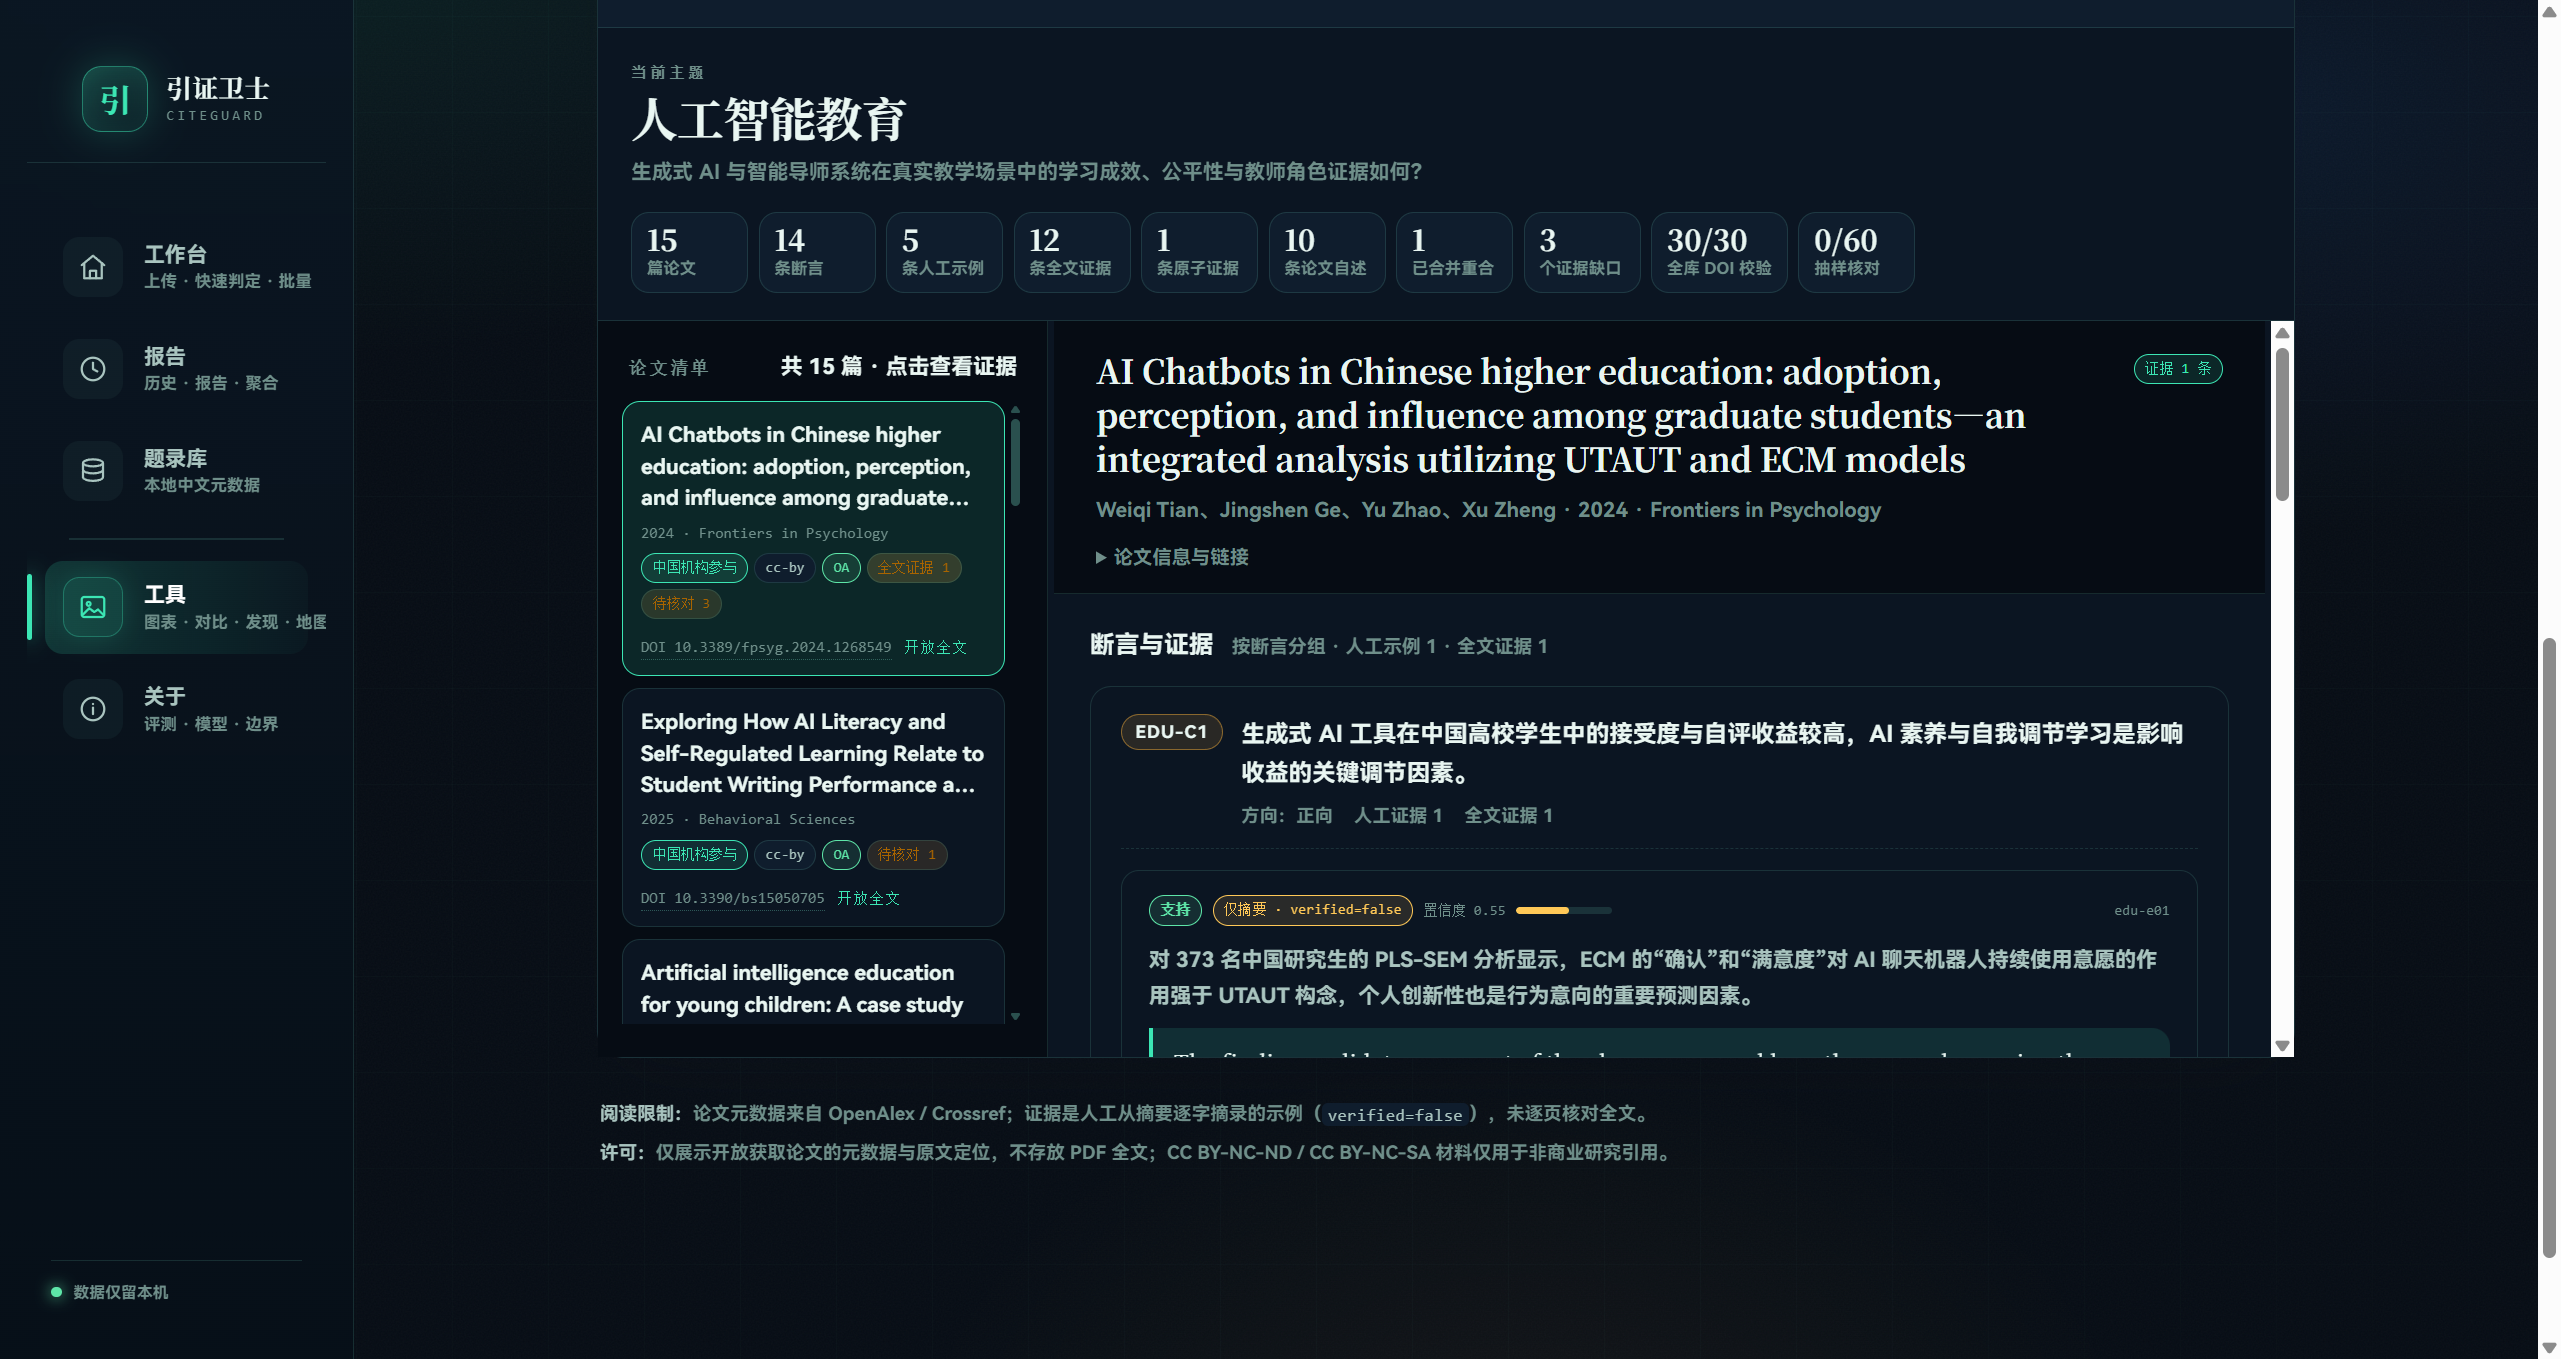 引
引证卫士
CITEGUARD
工作台
上传 · 快速判定 · 批量
报告
历史 · 报告 · 聚合
题录库
本地中文元数据
工具
图表 · 对比 · 发现 · 地图
关于
评测 · 模型 · 边界
数据仅留本机
当前主题
人工智能教育
生成式 AI 与智能导师系统在真实教学场景中的学习成效、公平性与教师角色证据如何？
15
篇论文
14
条断言
5
条人工示例
12
条全文证据
1
条原子证据
10
条论文自述
1
已合并重合
3
个证据缺口
30/30
全库 DOI 校验
0/60
抽样核对
论文清单
共 15 篇 · 点击查看证据
AI Chatbots in Chinese higher
education: adoption, perception,
and influence among graduate...
2024 · Frontiers in Psychology
中国机构参与 cc-by OA 全文证据 1
待核对 3
DOI 10.3389/fpsyg.2024.1268549 开放全文
Exploring How AI Literacy and
Self-Regulated Learning Relate to
Student Writing Performance a...
2025 · Behavioral Sciences
中国机构参与 cc-by OA 待核对 1
DOI 10.3390/bs15050705 开放全文
Artificial intelligence education
for young children: A case study
AI Chatbots in Chinese higher education: adoption,
perception, and influence among graduate students—an
integrated analysis utilizing UTAUT and ECM models
证据 1 条
Weiqi Tian、Jingshen Ge、Yu Zhao、Xu Zheng · 2024 · Frontiers in Psychology
▶ 论文信息与链接
断言与证据 按断言分组 · 人工示例 1 · 全文证据 1
EDU-C1
生成式 AI 工具在中国高校学生中的接受度与自评收益较高，AI 素养与自我调节学习是影响
收益的关键调节因素。
方向：正向 人工证据 1 全文证据 1
支持 仅摘要 · verified=false 置信度 0.55 edu-e01
对 373 名中国研究生的 PLS-SEM 分析显示，ECM 的“确认”和“满意度”对 AI 聊天机器人持续使用意愿的作
用强于 UTAUT 构念，个人创新性也是行为意向的重要预测因素。
阅读限制：论文元数据来自 OpenAlex / Crossref；证据是人工从摘要逐字摘录的示例（verified=false），未逐页核对全文。
许可：仅展示开放获取论文的元数据与原文定位，不存放 PDF 全文；CC BY-NC-ND / CC BY-NC-SA 材料仅用于非商业研究引用。